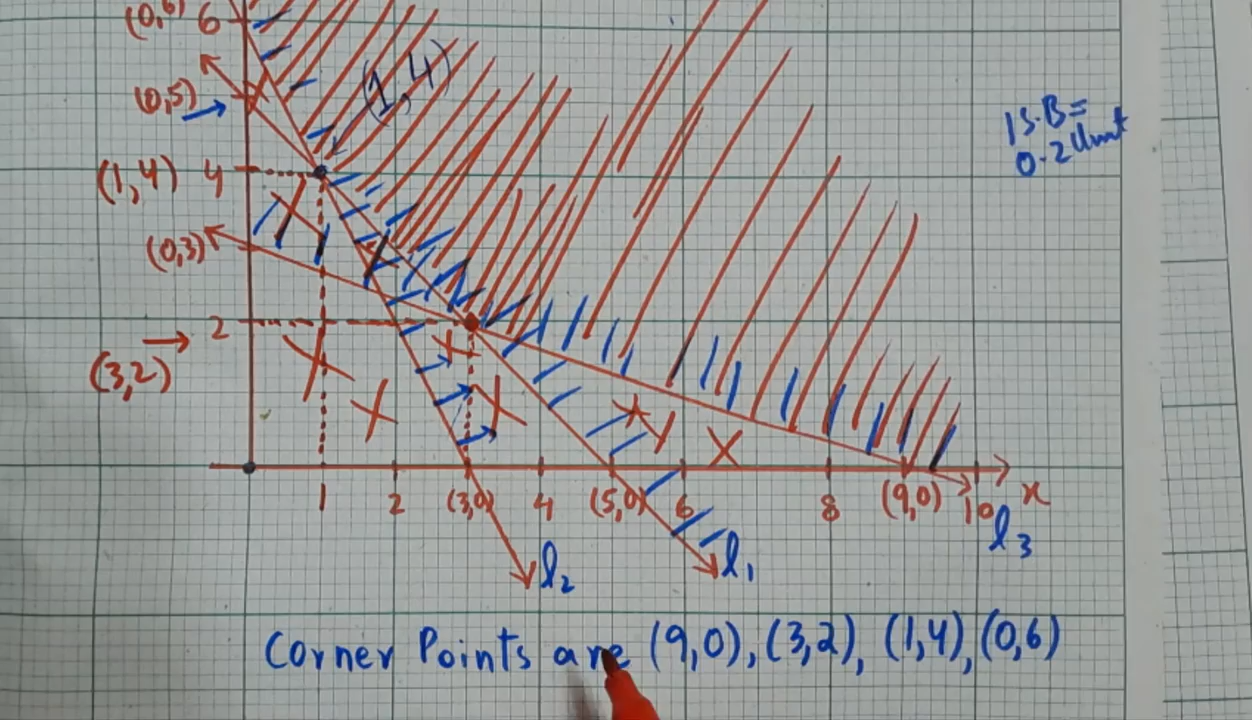 (0,6) 6
(0,5)
(1,4)
1S.B=
0.2 Unit
(1,4) 4
(0,3)
2
(3,2)
1 2 (3,0) 4 (5,0) 6 8 (9,0) 10 x
l₂ l₁ l₃
Corner Points are (9,0), (3,2), (1,4), (0,6)